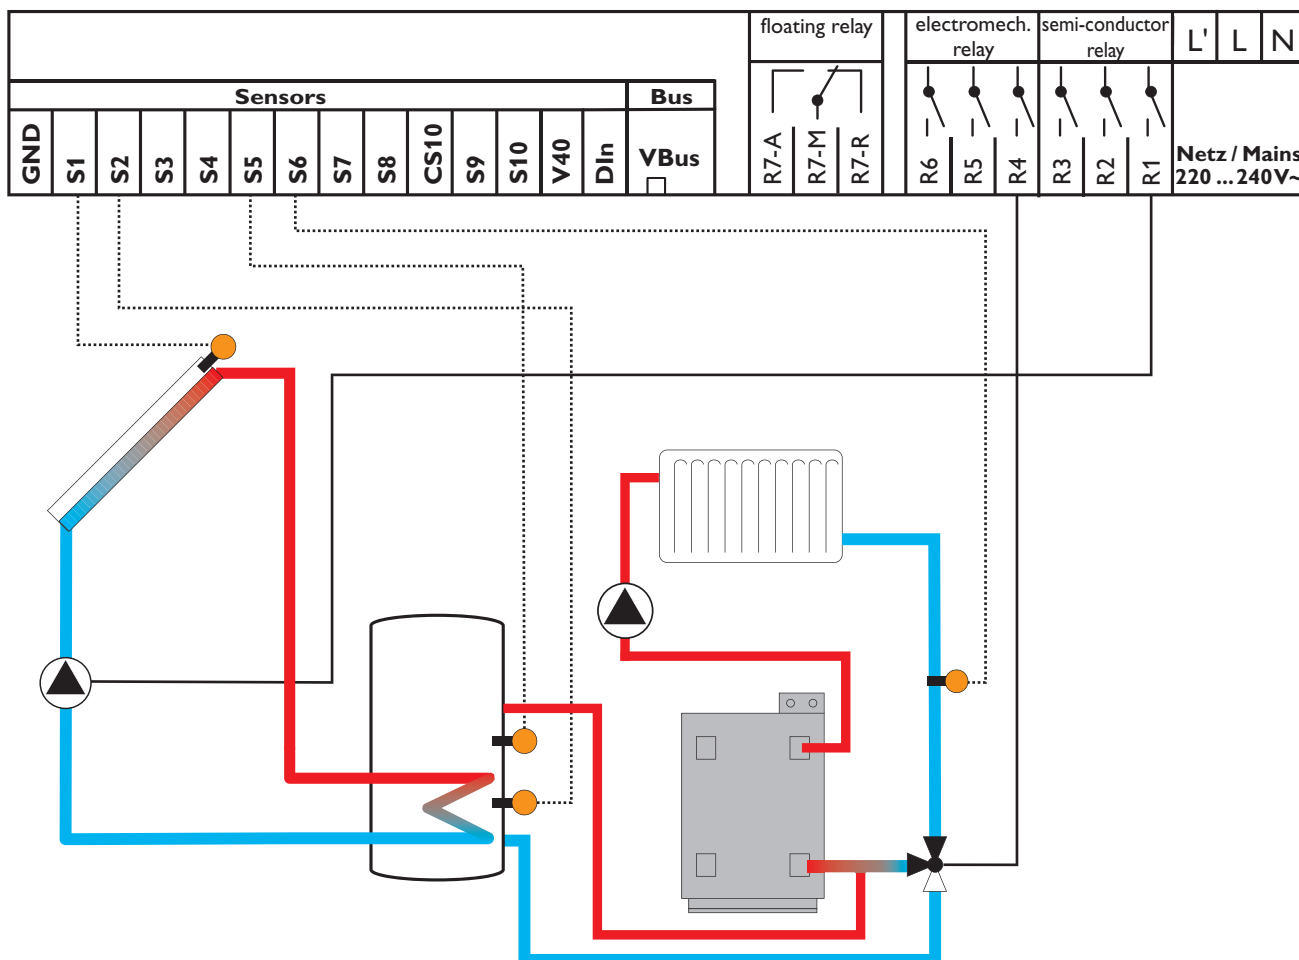 floating relay
electromech.
relay
semi-conductor
relay
L'
L
N
Sensors
Bus
GND
S1
S2
S3
S4
S5
S6
S7
S8
CS10
S9
S10
V40
DIn
VBus
R7-A
R7-M
R7-R
R6
R5
R4
R3
R2
R1
Netz / Mains
220 ... 240V~